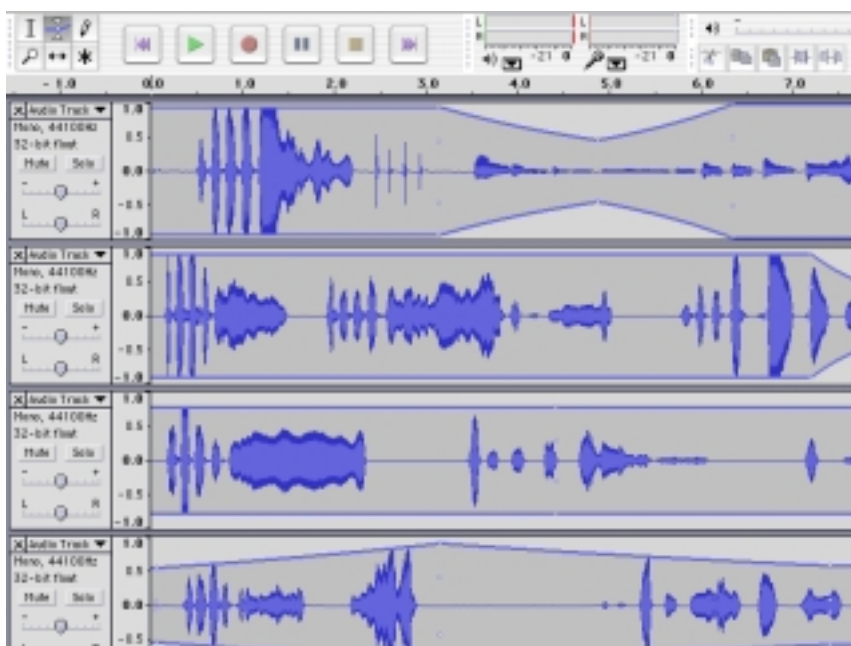 L
R
L
R
-21 0
-21 0
-1.0 0.0 1.0 2.0 3.0 4.0 5.0 6.0 7.0
X Audio Track
Mono, 44100Hz
32-bit float
Mute Solo
- +
L R
1.0
0.5
0.0
-0.5
-1.0
X Audio Track
Mono, 44100Hz
32-bit float
Mute Solo
- +
L R
1.0
0.5
0.0
-0.5
-1.0
X Audio Track
Mono, 44100Hz
32-bit float
Mute Solo
- +
L R
1.0
0.5
0.0
-0.5
-1.0
X Audio Track
Mono, 44100Hz
32-bit float
Mute Solo
- +
L R
1.0
0.5
0.0
-0.5